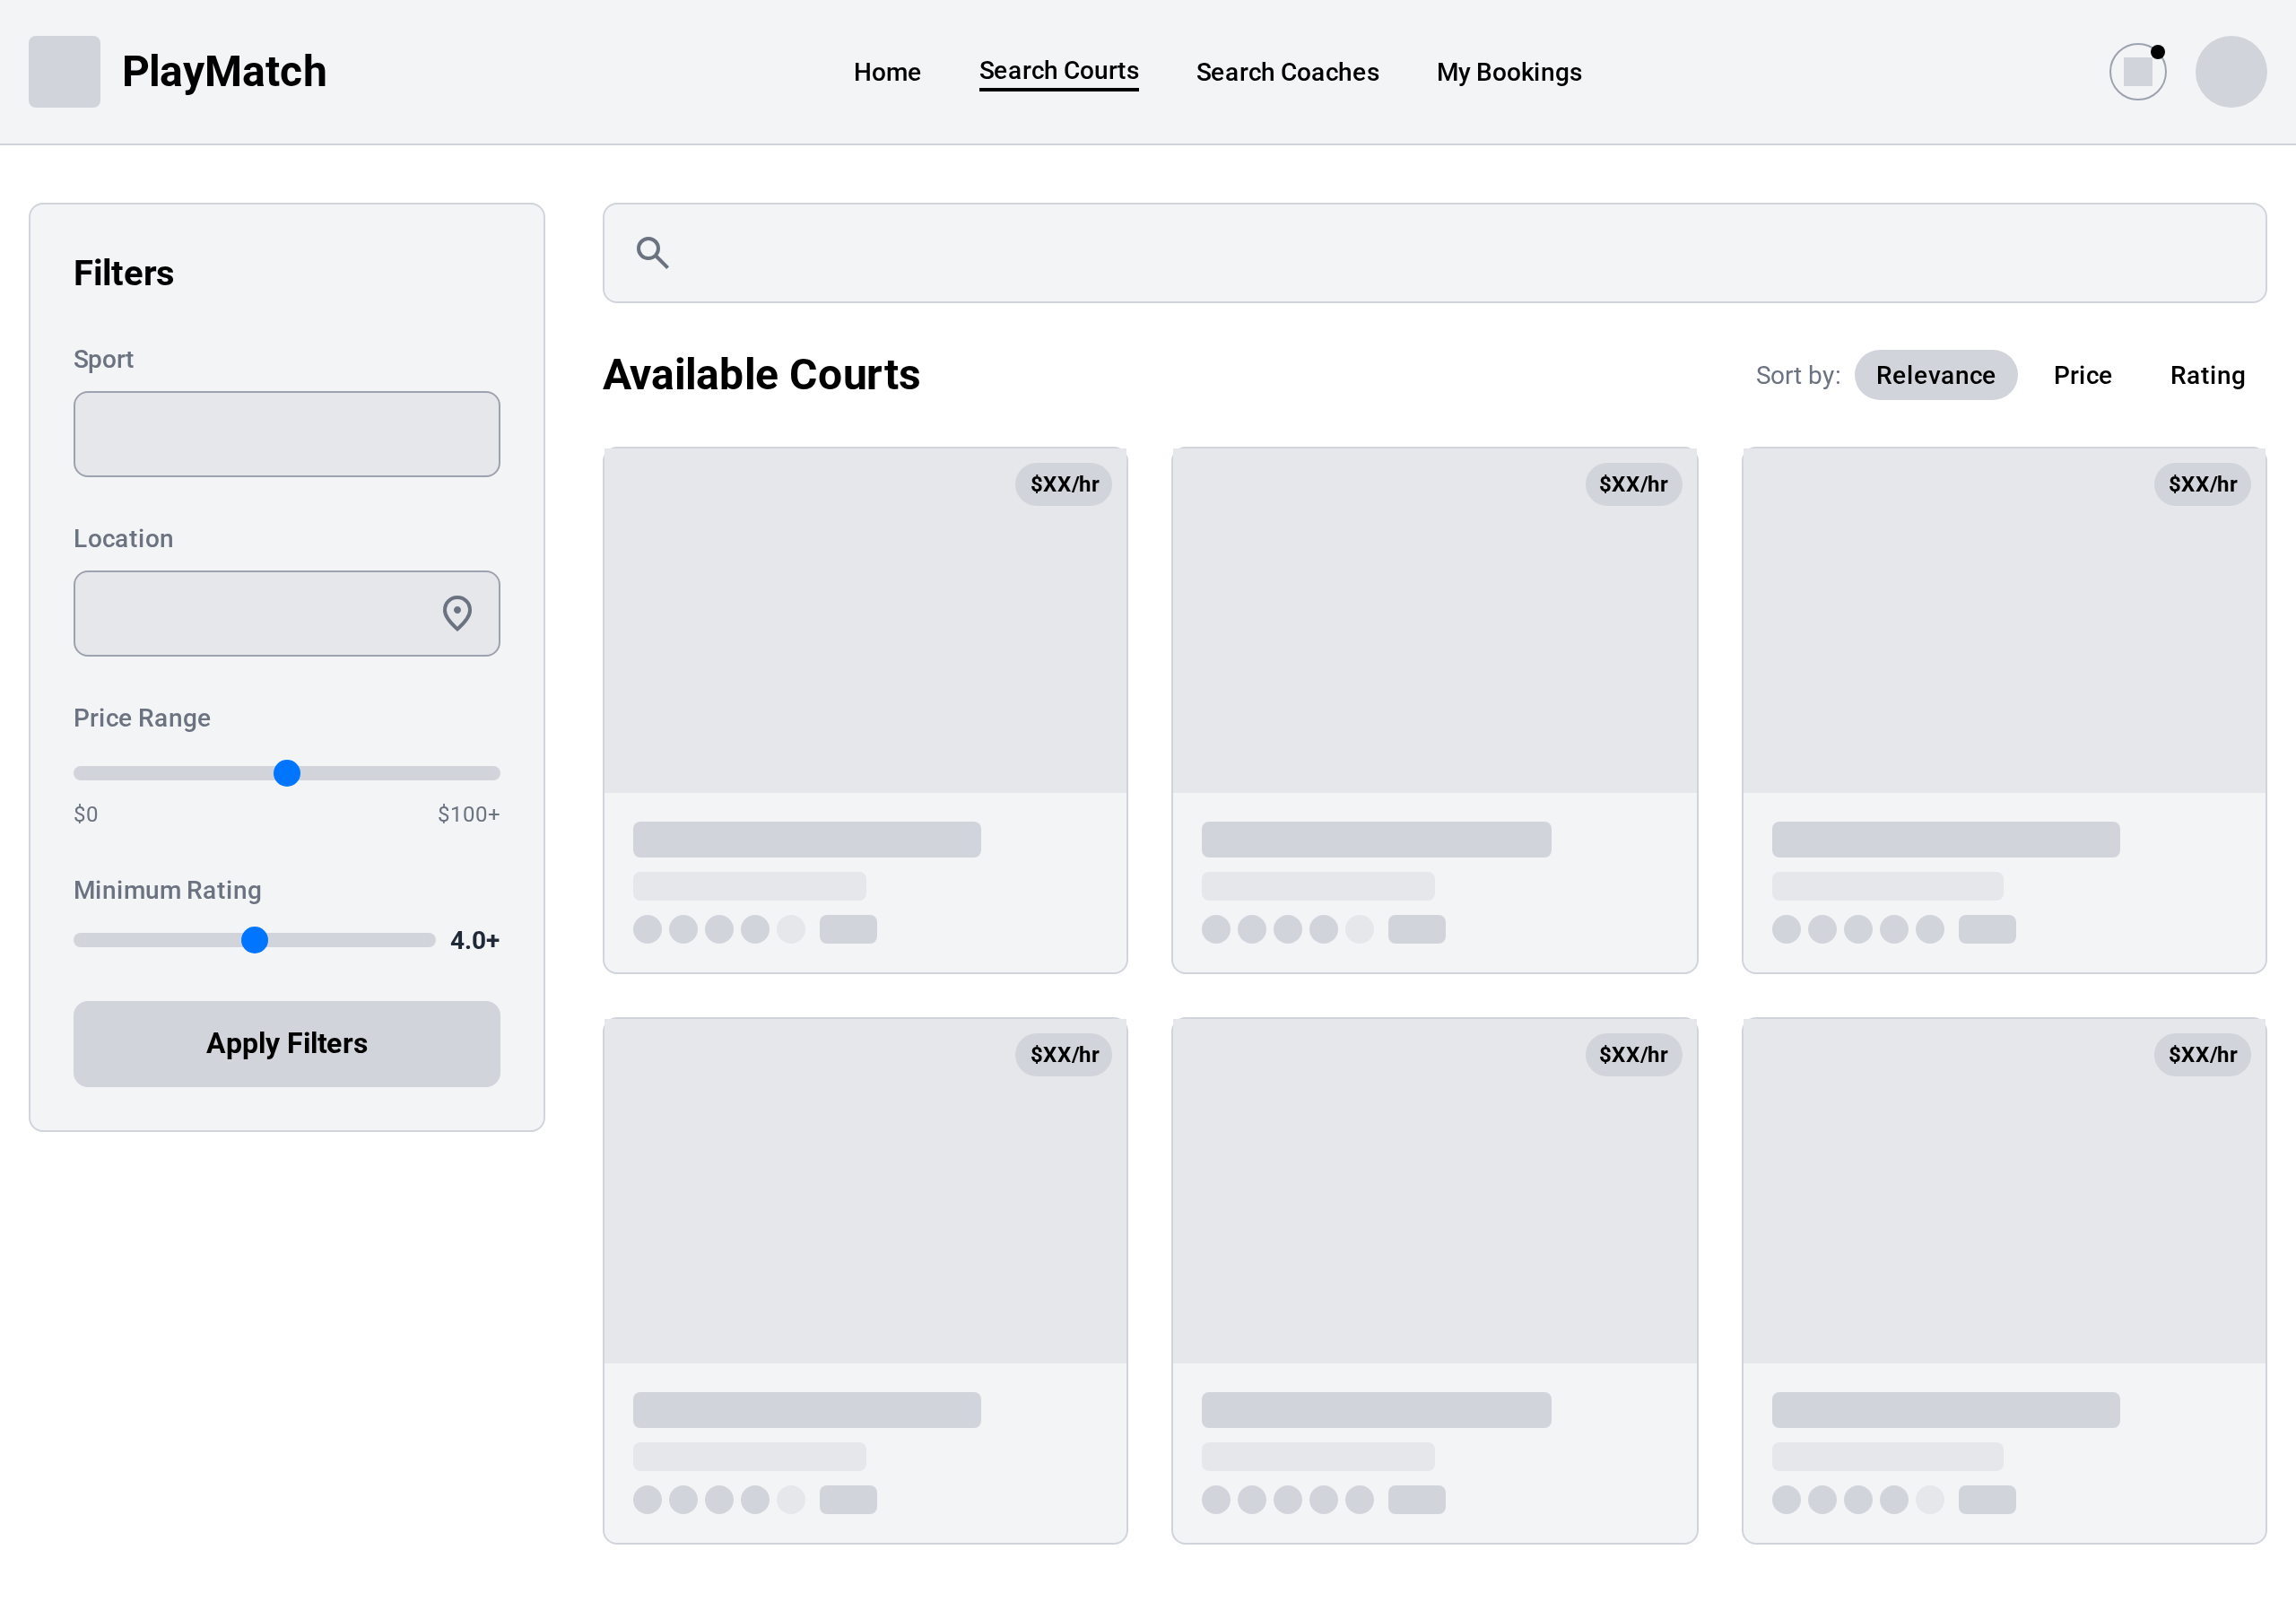 PlayMatch
Home
Search Courts
Search Coaches
My Bookings
Filters
Sport
Location
Price Range
$0
$100+
Minimum Rating
4.0+
Apply Filters
Available Courts
Sort by:
Relevance
Price
Rating
$XX/hr
$XX/hr
$XX/hr
$XX/hr
$XX/hr
$XX/hr